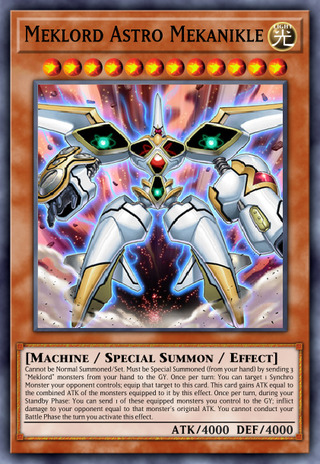 Meklord Astro Mekanikle
LIGHT
光
[Machine / Special Summon / Effect]
Cannot be Normal Summoned/Set. Must be Special Summoned (from your hand) by sending 3
"Meklord" monsters from your hand to the GY. Once per turn: You can target 1 Synchro
Monster your opponent controls; equip that target to this card. This card gains ATK equal to
the combined ATK of the monsters equipped to it by this effect. Once per turn, during your
Standby Phase: You can send 1 of these equipped monsters you control to the GY; inflict
damage to your opponent equal to that monster's original ATK. You cannot conduct your
Battle Phase the turn you activate this effect.
ATK/4000 DEF/4000